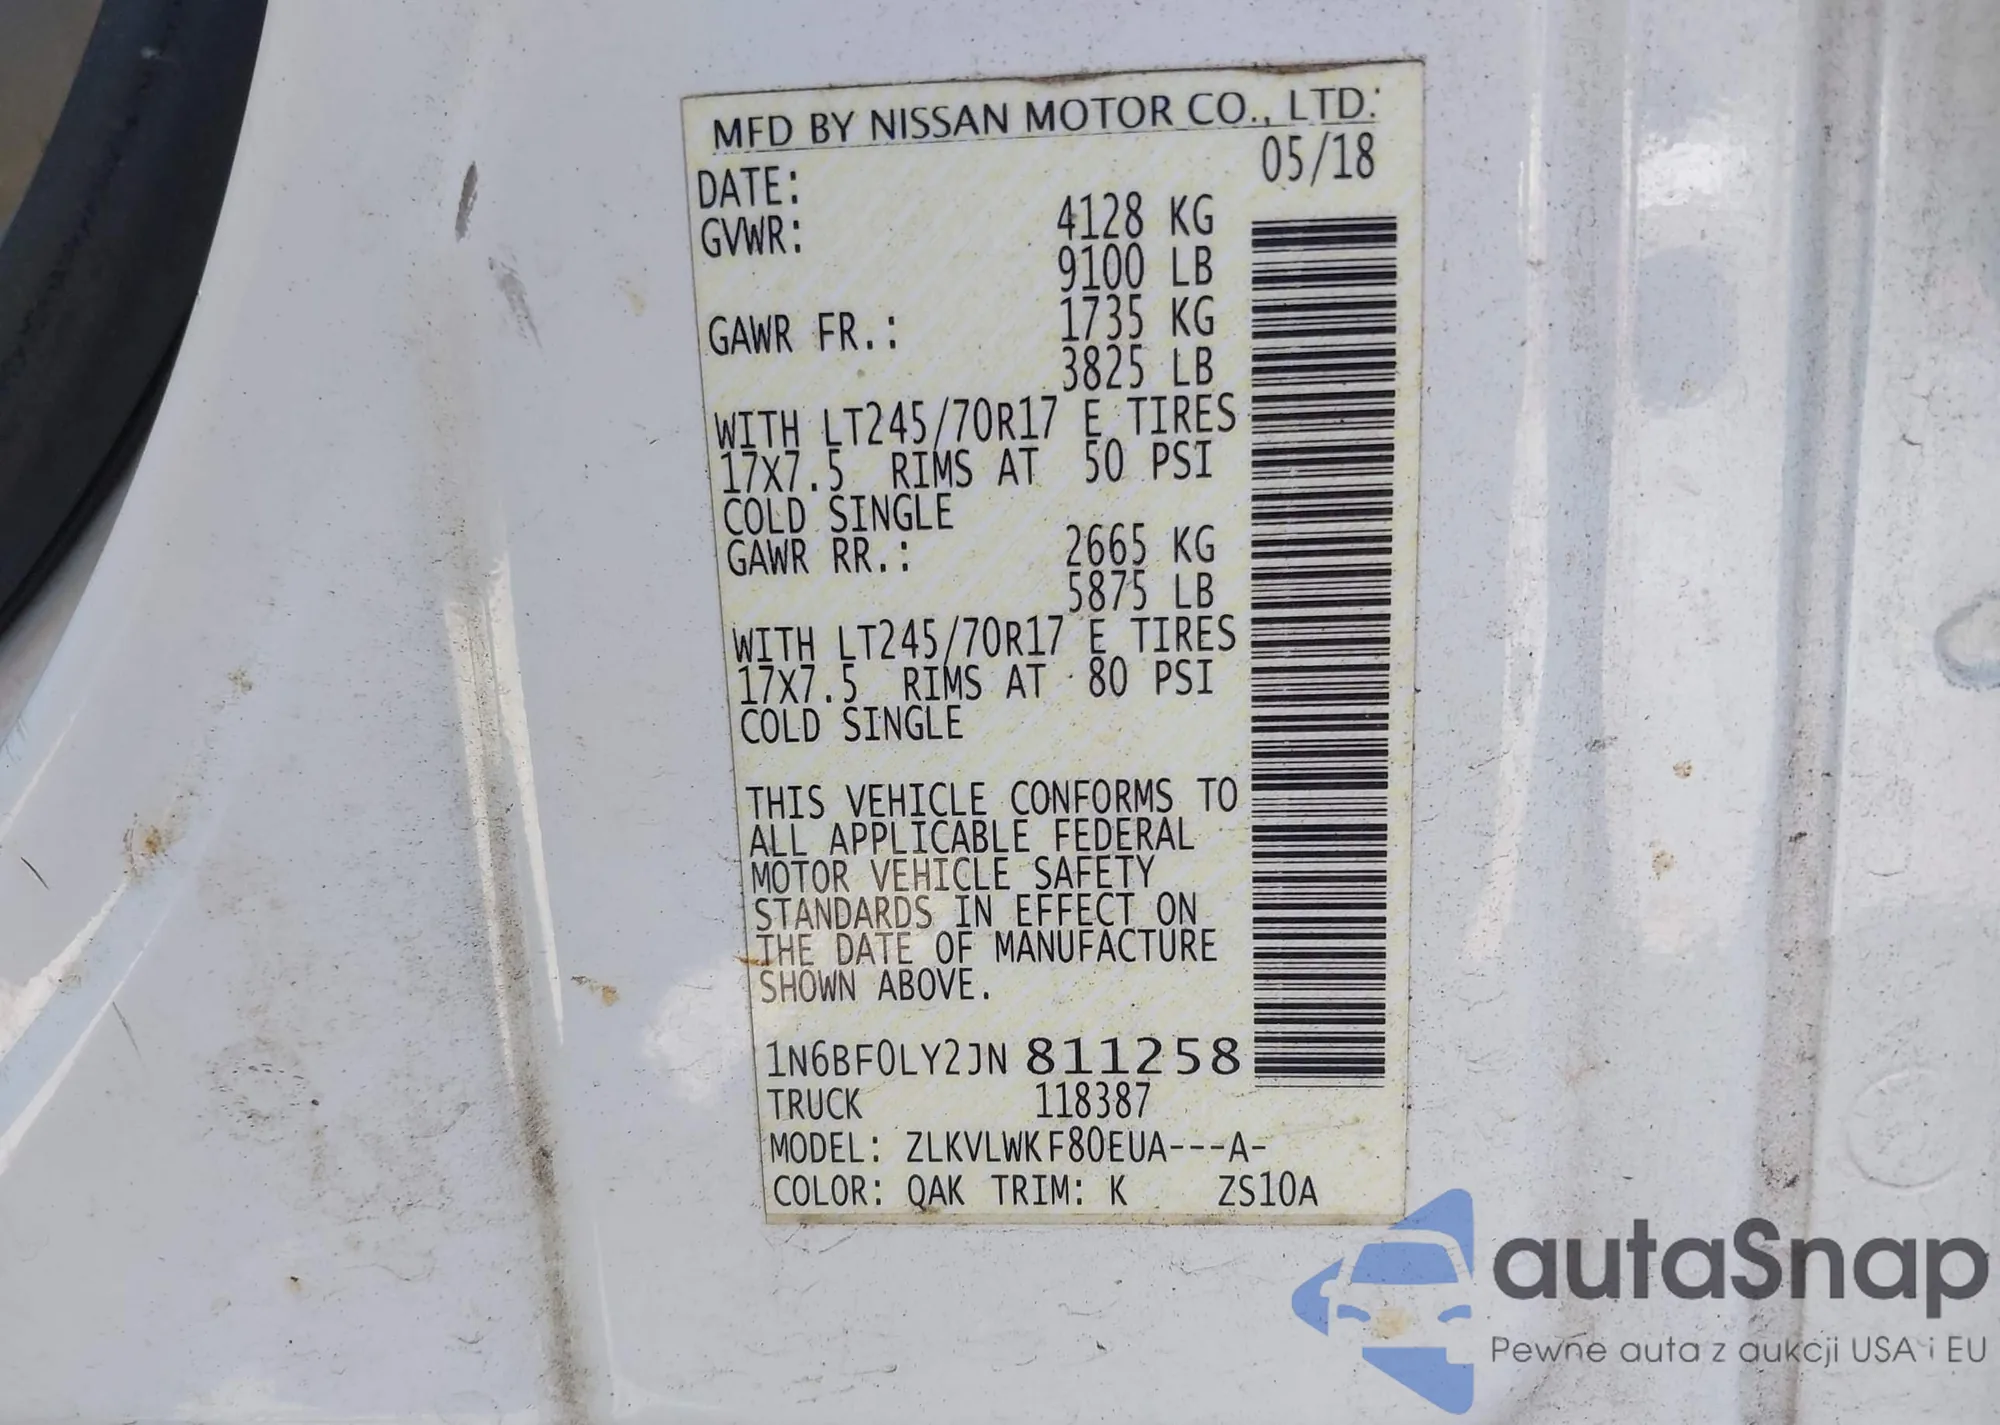 MFD BY NISSAN MOTOR CO., LTD.
DATE: 05/18
GVWR: 4128 KG
9100 LB
GAWR FR.: 1735 KG
3825 LB
WITH LT245/70R17 E TIRES
17X7.5 RIMS AT 50 PSI
COLD SINGLE
GAWR RR.: 2665 KG
5875 LB
WITH LT245/70R17 E TIRES
17X7.5 RIMS AT 80 PSI
COLD SINGLE
THIS VEHICLE CONFORMS TO
ALL APPLICABLE FEDERAL
MOTOR VEHICLE SAFETY
STANDARDS IN EFFECT ON
THE DATE OF MANUFACTURE
SHOWN ABOVE.
1N6BF0LY2JN 811258
TRUCK 118387
MODEL: ZLKVLWKF80EUA---A-
COLOR: QAK TRIM: K ZS10A
autaSnap
Pewne auta z aukcji USA i EU